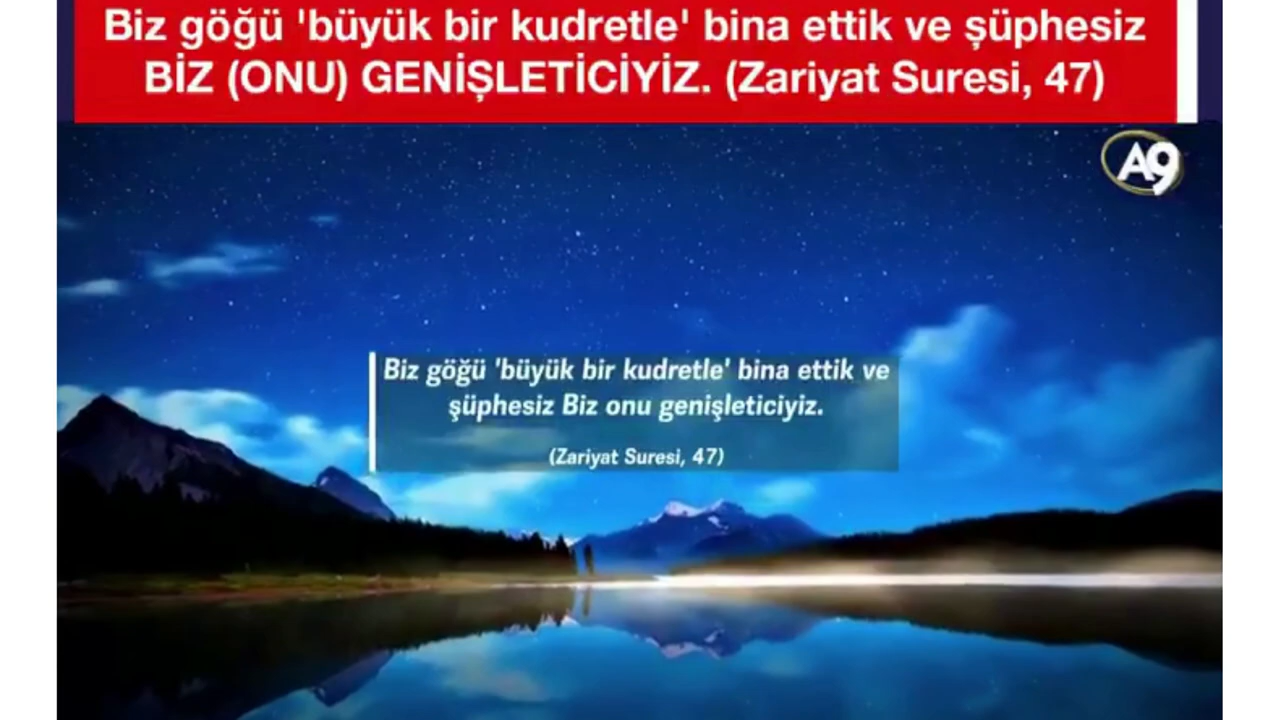 Biz göğü 'büyük bir kudretle' bina ettik ve şüphesiz
BİZ (ONU) GENİŞLETİCİYİZ. (Zariyat Suresi, 47)
A9
Biz göğü 'büyük bir kudretle' bina ettik ve
şüphesiz Biz onu genişleticiyiz.
(Zariyat Suresi, 47)